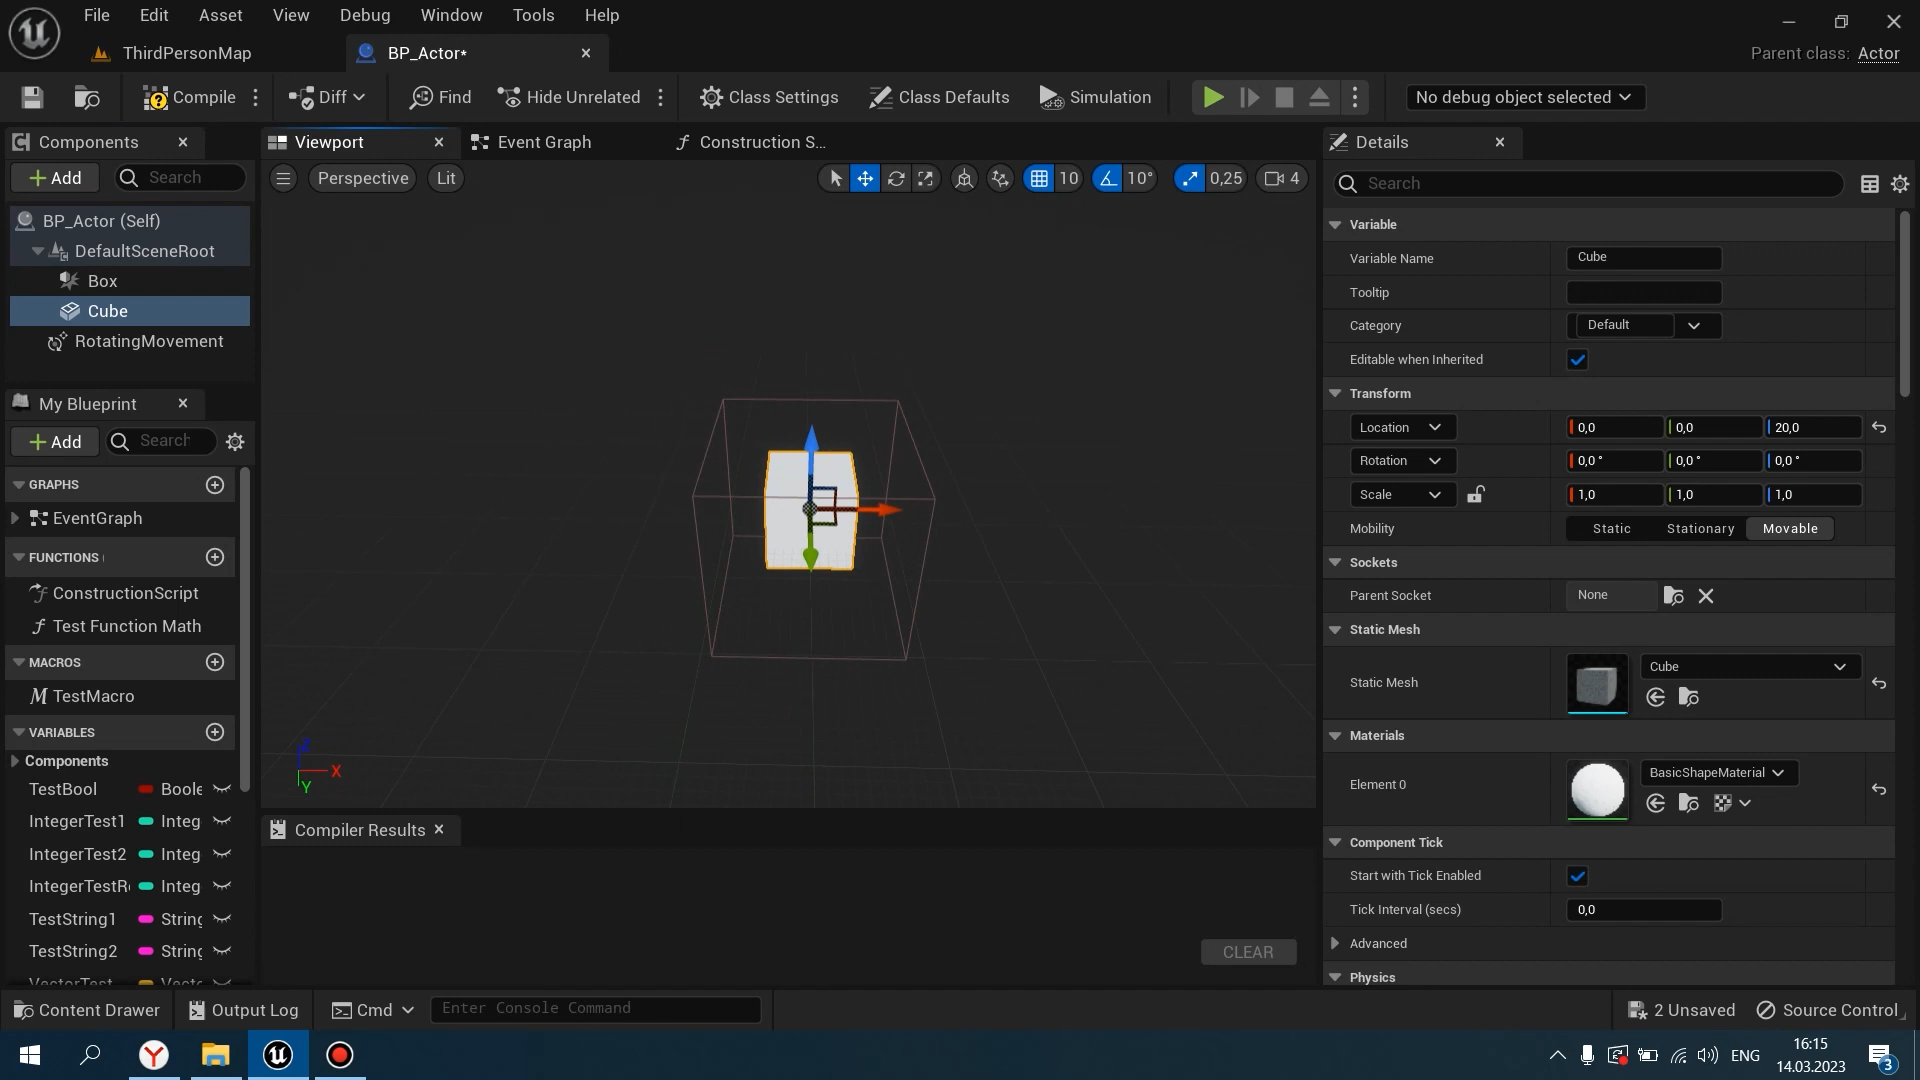 File Edit Asset View Debug Window Tools Help
ThirdPersonMap
BP_Actor*
Parent class: Actor
Compile
Diff
Find
Hide Unrelated
Class Settings
Class Defaults
Simulation
No debug object selected
Components
Add
Search
BP_Actor (Self)
DefaultSceneRoot
Box
Cube
RotatingMovement
My Blueprint
Add
Search
GRAPHS
EventGraph
FUNCTIONS
ConstructionScript
Test Function Math
MACROS
TestMacro
VARIABLES
Components
TestBool Boole
IntegerTest1 Integ
IntegerTest2 Integ
IntegerTestR Integ
TestString1 String
TestString2 String
VectorTest Vecto
Viewport
Event Graph
Construction S...
Perspective
Lit
10
10°
0,25
4
Z
X
Y
Compiler Results
CLEAR
Details
Search
Variable
Variable Name Cube
Tooltip
Category Default
Editable when Inherited
Transform
Location 0,0 0,0 20,0
Rotation 0,0 ° 0,0 ° 0,0 °
Scale 1,0 1,0 1,0
Mobility Static Stationary Movable
Sockets
Parent Socket None
Static Mesh
Static Mesh Cube
Materials
Element 0 BasicShapeMaterial
Component Tick
Start with Tick Enabled
Tick Interval (secs) 0,0
Advanced
Physics
Content Drawer
Output Log
Cmd
Enter Console Command
2 Unsaved
Source Control
ENG
16:15
14.03.2023
3